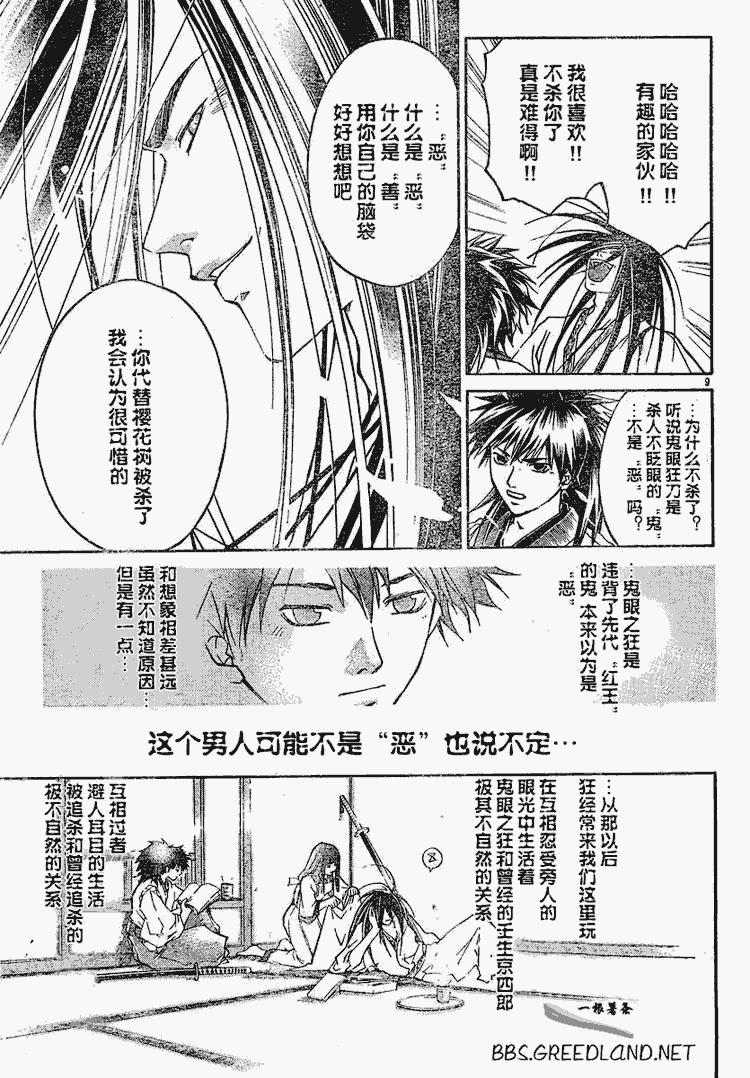 哈哈哈哈哈!!
有趣的家伙!!
我很喜欢!!
不杀你了
真是难得啊!!
…“恶”
什么是“恶”
什么是“善”
用你自己的脑袋
好好想想吧
9
…为什么不杀了？
听说鬼眼狂刀是
杀人不眨眼的“鬼”
…不是“恶”吗？
…你代替樱花树被杀了
我会认为很可惜的
…鬼眼之狂是
违背了先代“红王”
的鬼 本来以为是
“恶”
和想象相差甚远
虽然不知道原因…
但是有一点…
这个男人可能不是“恶”也说不定…
…从那以后
狂经常来我们这里玩
在互相忍受旁人的
眼光中生活着
鬼眼之狂和曾经的壬生京四郎
极其不自然的关系
互相过者
避人耳目的生活
被追杀和曾经追杀的
极不自然的关系
一根薯条
BBS.GREEDLAND.NET